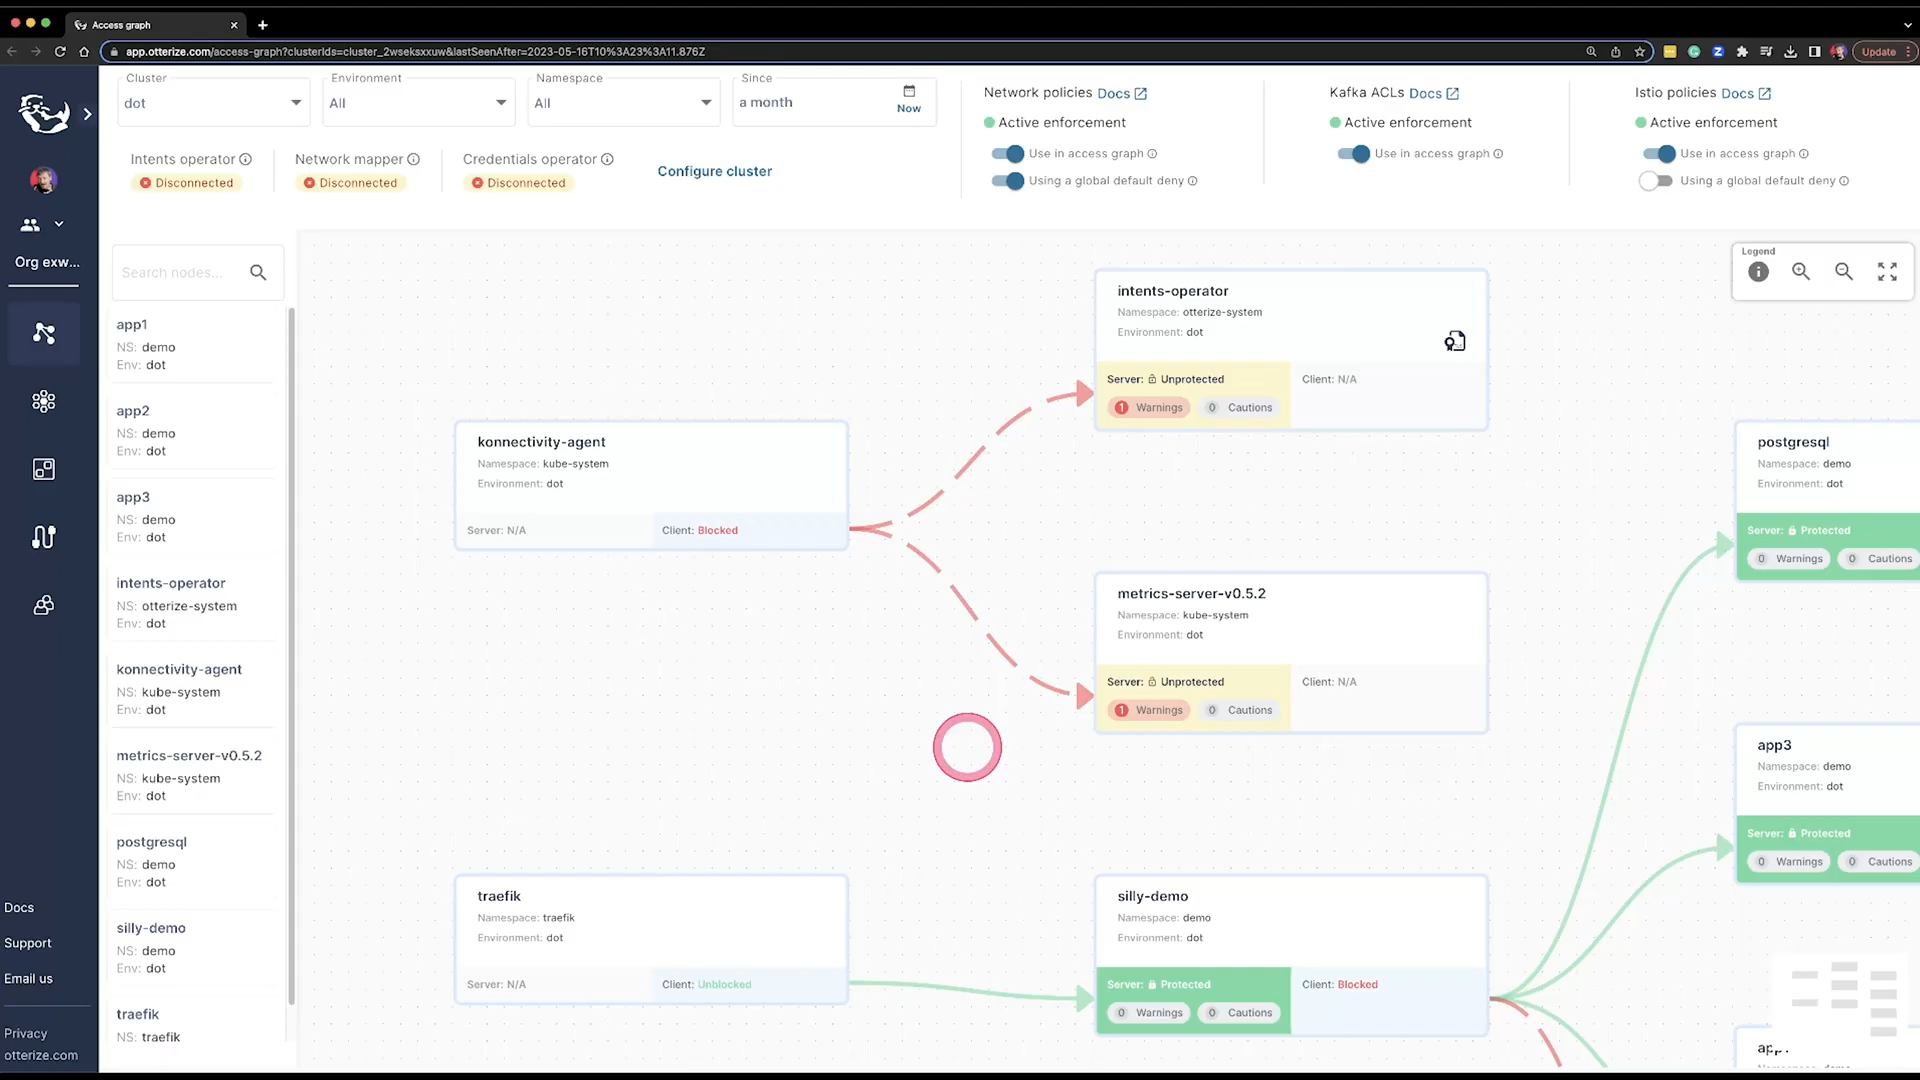 Access graph
app.otterize.com/access-graph?clusterIds=cluster_2wseksxxuw&lastSeenAfter=2023-05-16T10%3A23%3A11.876Z
Update
Cluster
dot
Environment
All
Namespace
All
Since
a month
Now
Intents operator
Disconnected
Network mapper
Disconnected
Credentials operator
Disconnected
Configure cluster
Network policies Docs
Active enforcement
Use in access graph
Using a global default deny
Kafka ACLs Docs
Active enforcement
Use in access graph
Istio policies Docs
Active enforcement
Use in access graph
Using a global default deny
Org exw...
Docs
Support
Email us
Privacy
otterize.com
Search nodes...
app1
NS: demo
Env: dot
app2
NS: demo
Env: dot
app3
NS: demo
Env: dot
intents-operator
NS: otterize-system
Env: dot
konnectivity-agent
NS: kube-system
Env: dot
metrics-server-v0.5.2
NS: kube-system
Env: dot
postgresql
NS: demo
Env: dot
silly-demo
NS: demo
Env: dot
traefik
NS: traefik
Legend
intents-operator
Namespace: otterize-system
Environment: dot
Server: Unprotected
1 Warnings 0 Cautions
Client: N/A
konnectivity-agent
Namespace: kube-system
Environment: dot
Server: N/A
Client: Blocked
metrics-server-v0.5.2
Namespace: kube-system
Environment: dot
Server: Unprotected
1 Warnings 0 Cautions
Client: N/A
postgresql
Namespace: demo
Environment: dot
Server: Protected
0 Warnings 0 Cautions
app3
Namespace: demo
Environment: dot
Server: Protected
0 Warnings 0 Cautions
traefik
Namespace: traefik
Environment: dot
Server: N/A
Client: Unblocked
silly-demo
Namespace: demo
Environment: dot
Server: Protected
0 Warnings 0 Cautions
Client: Blocked